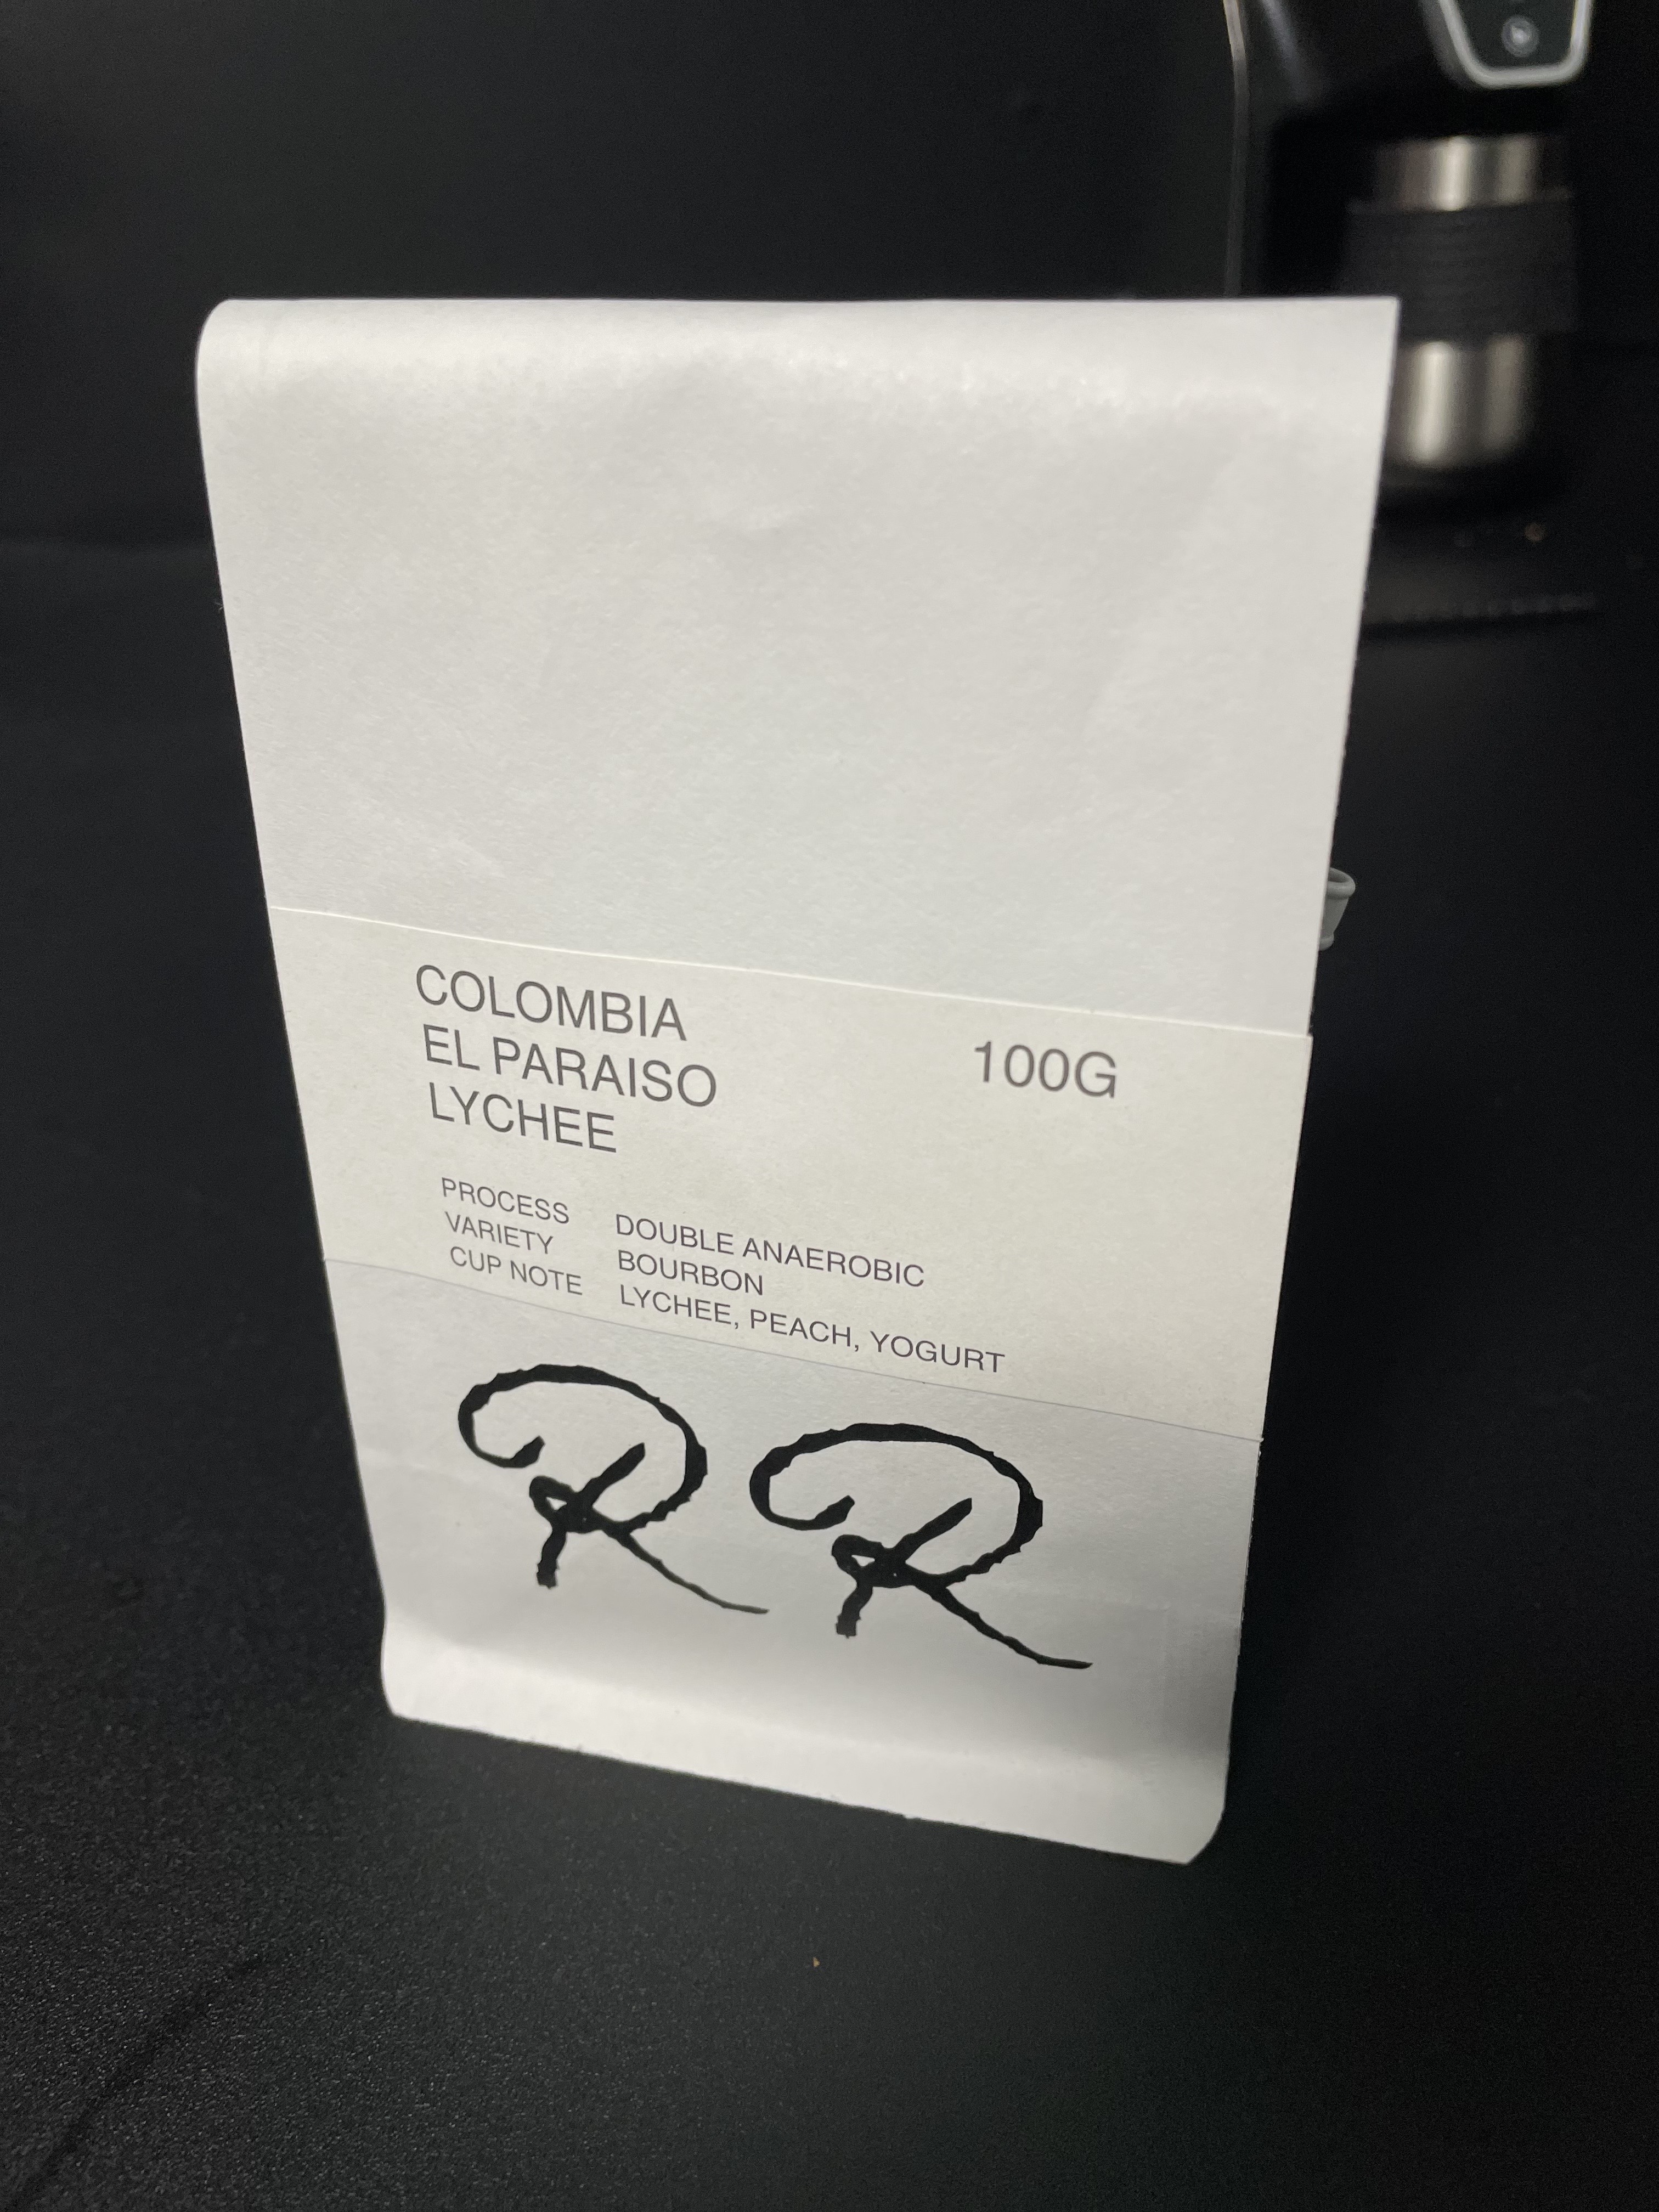 COLOMBIA
EL PARAISO
LYCHEE
100G
PROCESS DOUBLE ANAEROBIC
VARIETY BOURBON
CUP NOTE LYCHEE, PEACH, YOGURT
RR